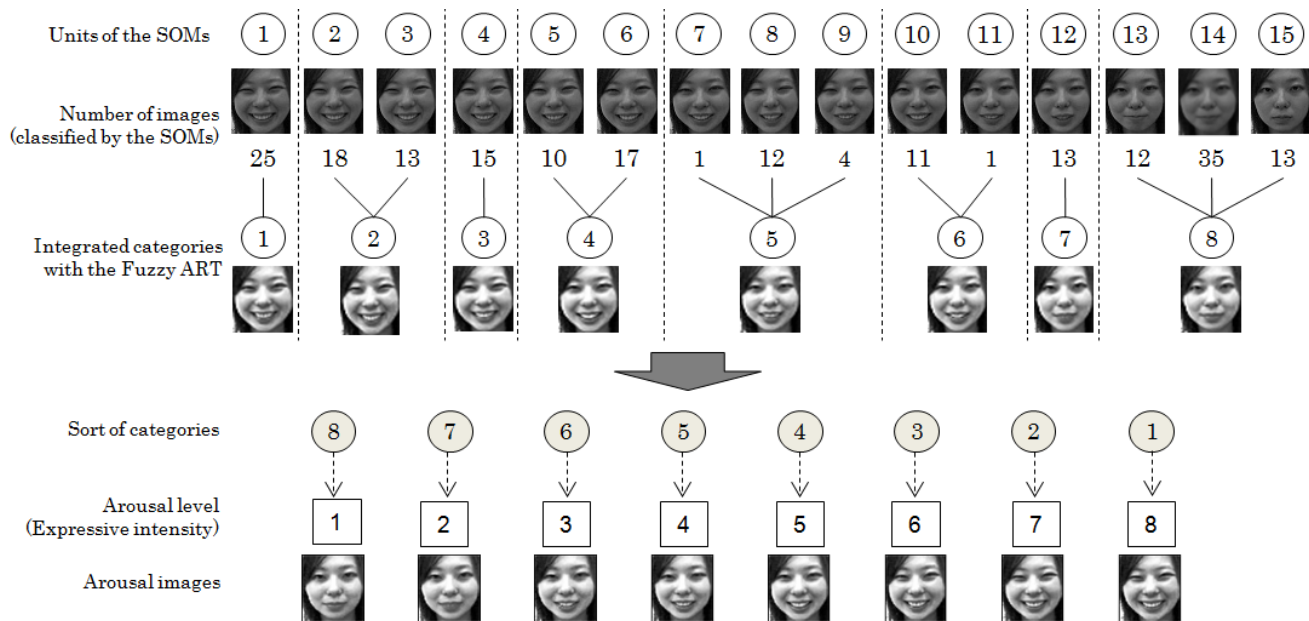 Units of the SOMs
1 2 3 4 5 6 7 8 9 10 11 12 13 14 15
Number of images
(classified by the SOMs)
25 18 13 15 10 17 1 12 4 11 1 13 12 35 13
1 2 3 4 5 6 7 8
Integrated categories
with the Fuzzy ART
Sort of categories
8 7 6 5 4 3 2 1
Arousal level
(Expressive intensity)
1 2 3 4 5 6 7 8
Arousal images